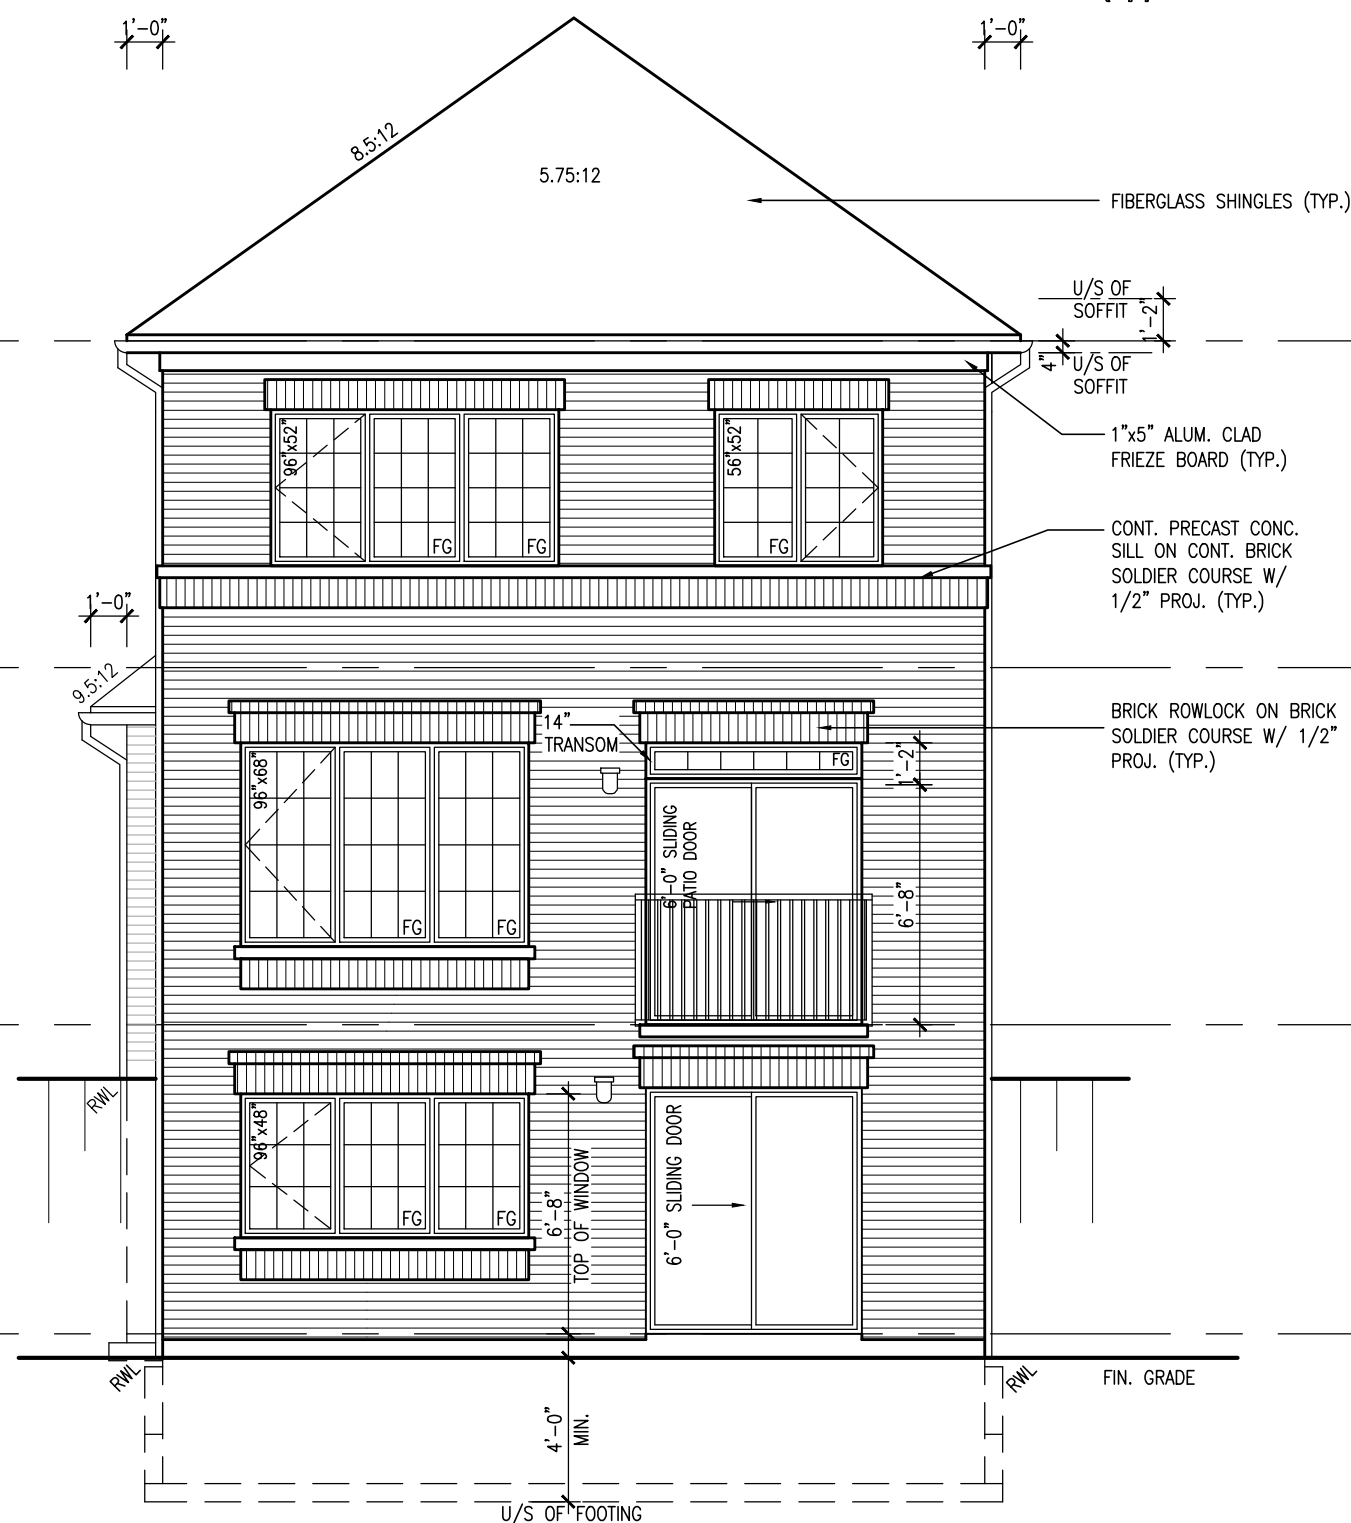 1'-0"
1'-0"
8.5:12
5.75:12
FIBERGLASS SHINGLES (TYP.)
U/S OF
SOFFIT
1'-2"
4"
U/S OF
SOFFIT
96"x52"
FG
FG
56"x52"
FG
1"x5" ALUM. CLAD
FRIEZE BOARD (TYP.)
CONT. PRECAST CONC.
SILL ON CONT. BRICK
SOLDIER COURSE W/
1/2" PROJ. (TYP.)
1'-0"
9.5:12
14"
TRANSOM
BRICK ROWLOCK ON BRICK
SOLDIER COURSE W/ 1/2"
PROJ. (TYP.)
96"x68"
FG
FG
FG
1'-2"
6'-0" SLIDING
PATIO DOOR
6'-8"
RWL
96"x48"
FG
FG
6'-8"
TOP OF WINDOW
6'-0" SLIDING DOOR
RWL
RWL
FIN. GRADE
4'-0"
MIN.
U/S OF FOOTING